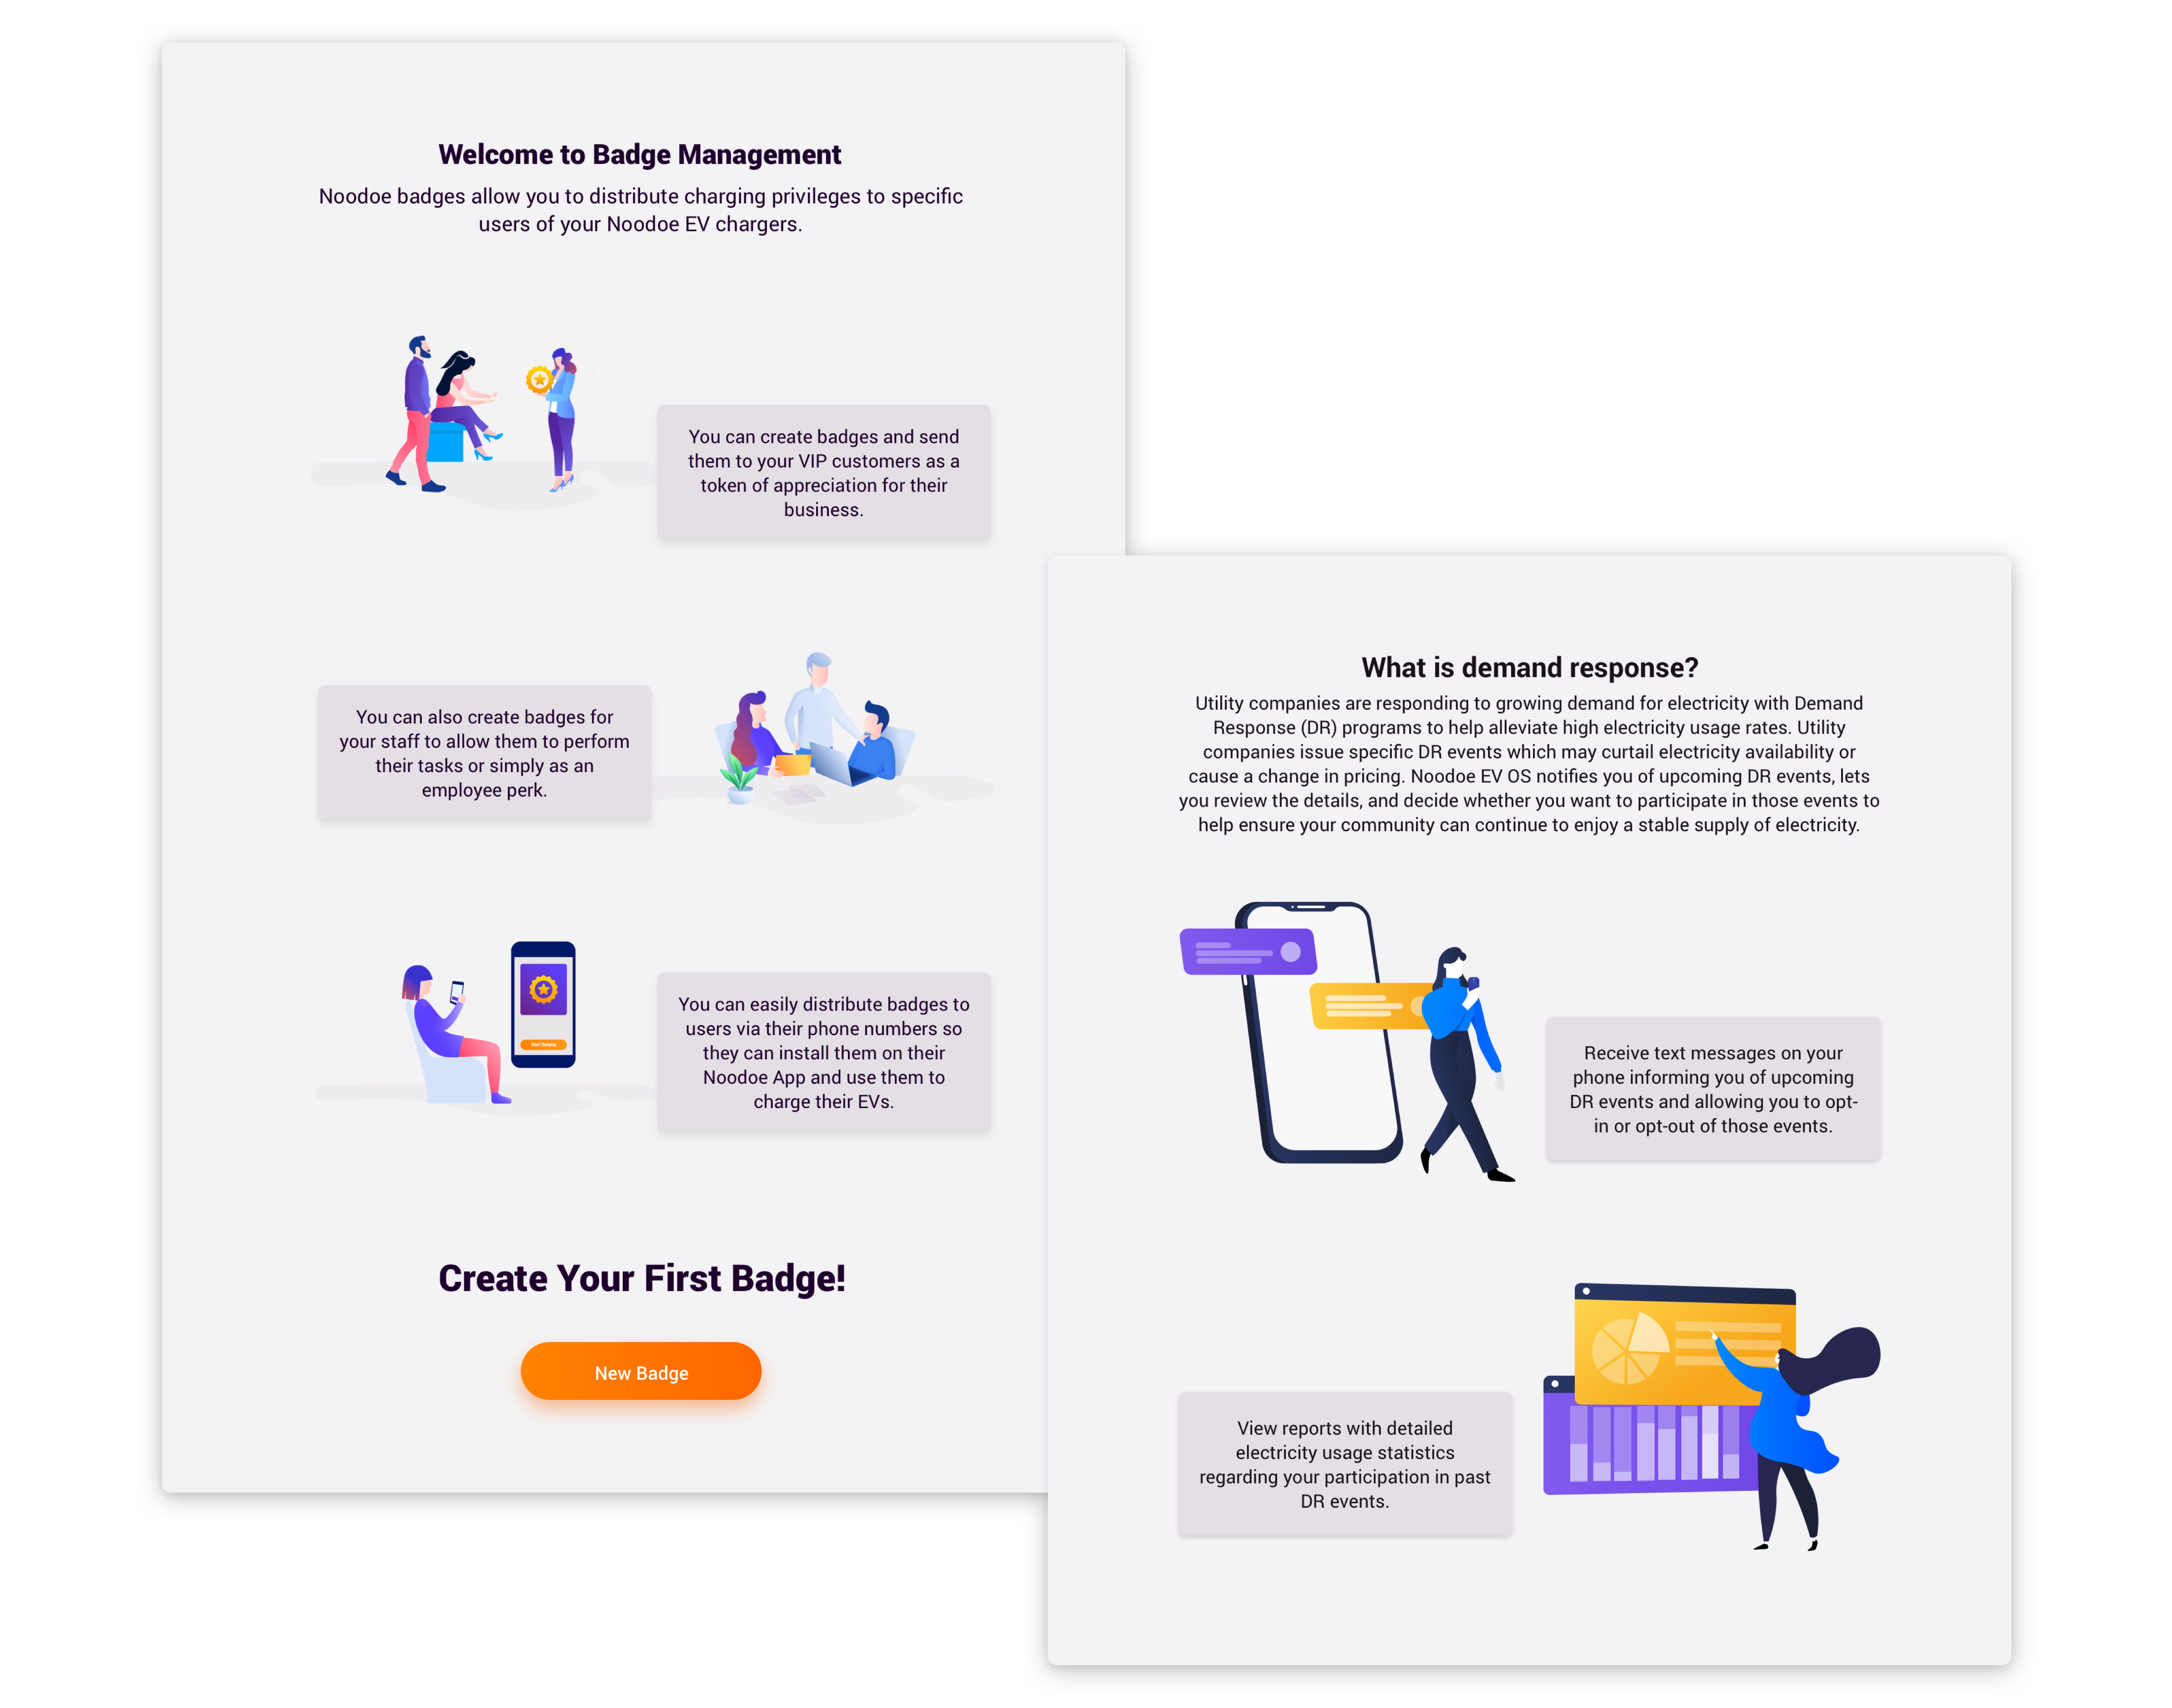 Welcome to Badge Management
Noodoe badges allow you to distribute charging privileges to specific
users of your Noodoe EV chargers.
You can create badges and send
them to your VIP customers as a
token of appreciation for their
business.
You can also create badges for
your staff to allow them to perform
their tasks or simply as an
employee perk.
Start Charging
You can easily distribute badges to
users via their phone numbers so
they can install them on their
Noodoe App and use them to
charge their EVs.
Create Your First Badge!
New Badge
What is demand response?
Utility companies are responding to growing demand for electricity with Demand
Response (DR) programs to help alleviate high electricity usage rates. Utility
companies issue specific DR events which may curtail electricity availability or
cause a change in pricing. Noodoe EV OS notifies you of upcoming DR events, lets
you review the details, and decide whether you want to participate in those events to
help ensure your community can continue to enjoy a stable supply of electricity.
Receive text messages on your
phone informing you of upcoming
DR events and allowing you to opt-
in or opt-out of those events.
View reports with detailed
electricity usage statistics
regarding your participation in past
DR events.